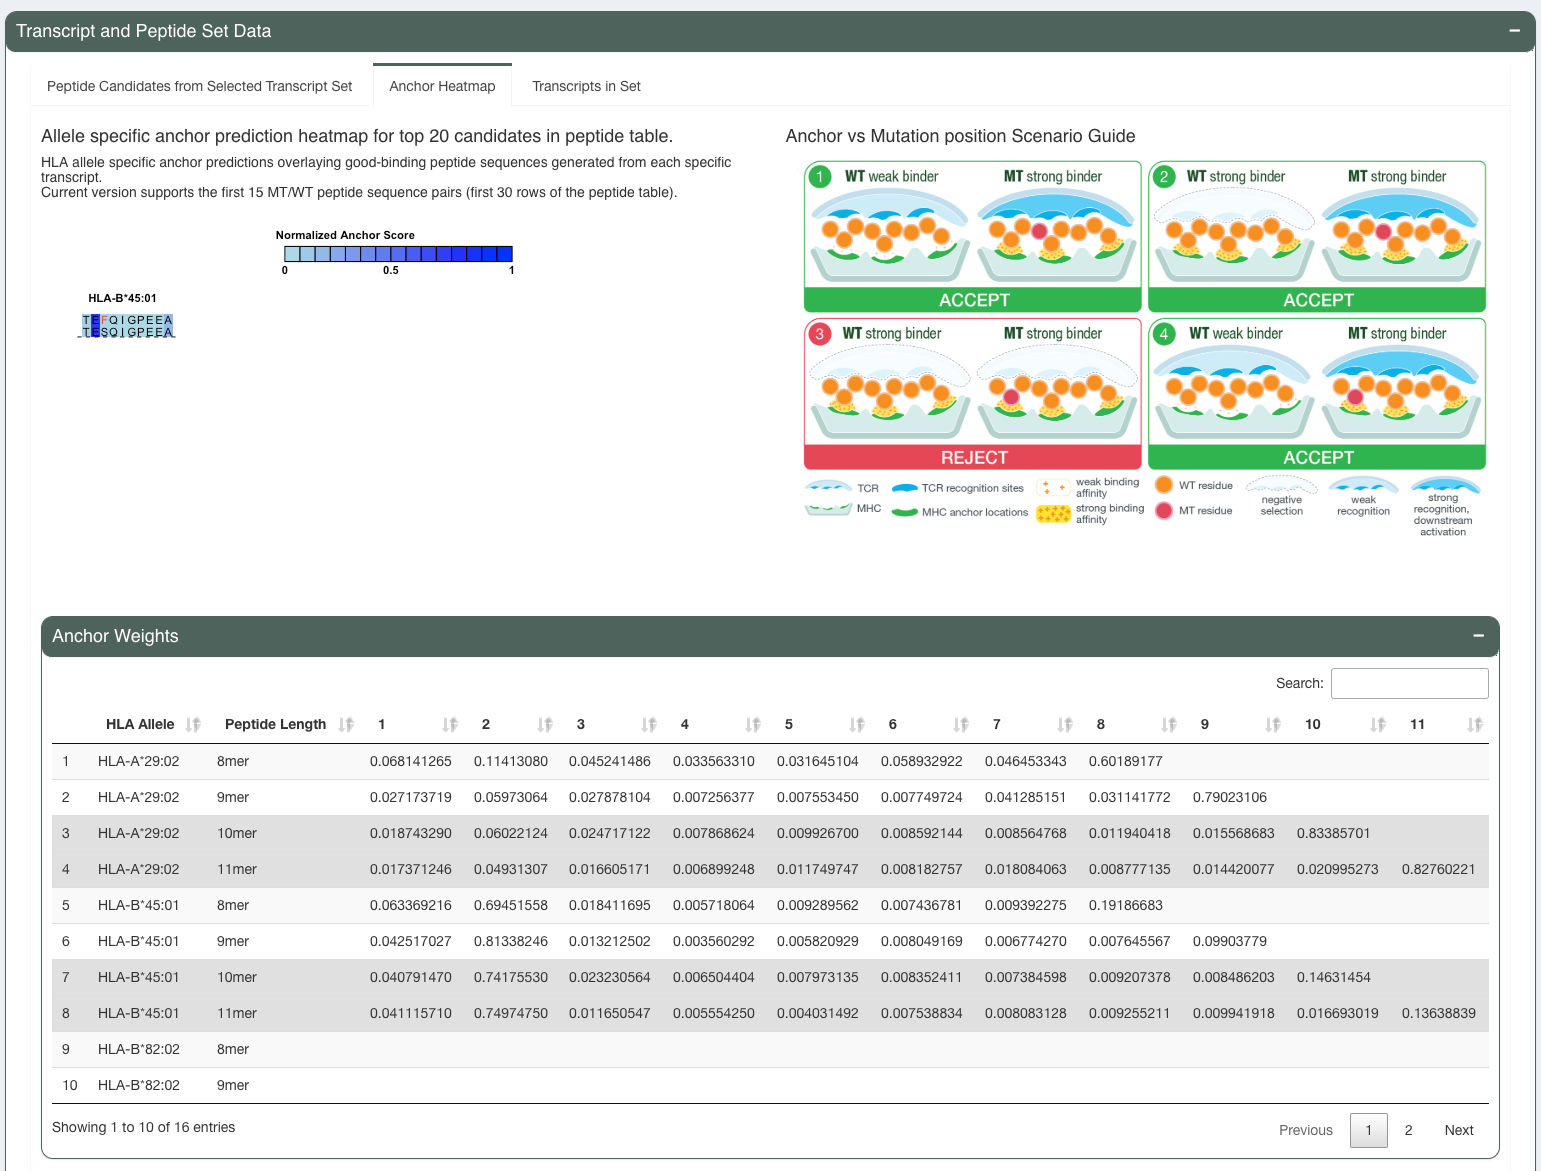 Transcript and Peptide Set Data
Peptide Candidates from Selected Transcript Set Anchor Heatmap Transcripts in Set
Allele specific anchor prediction heatmap for top 20 candidates in peptide table.
HLA allele specific anchor predictions overlaying good-binding peptide sequences generated from each specific
transcript.
Current version supports the first 15 MT/WT peptide sequence pairs (first 30 rows of the peptide table).
Normalized Anchor Score
0 0.5 1
HLA-B*45:01
TEFQIGPEEA
TESQIGPEEA
Anchor vs Mutation position Scenario Guide
1 WT weak binder MT strong binder
ACCEPT
2 WT strong binder MT strong binder
ACCEPT
3 WT strong binder MT strong binder
REJECT
4 WT weak binder MT strong binder
ACCEPT
TCR
MHC
TCR recognition sites
MHC anchor locations
weak binding
affinity
strong binding
affinity
WT residue
MT residue
negative
selection
weak
recognition
strong
recognition,
downstream
activation
Anchor Weights
Search:
HLA Allele Peptide Length 1 2 3 4 5 6 7 8 9 10 11
1 HLA-A*29:02 8mer 0.068141265 0.11413080 0.045241486 0.033563310 0.031645104 0.058932922 0.046453343 0.60189177
2 HLA-A*29:02 9mer 0.027173719 0.05973064 0.027878104 0.007256377 0.007553450 0.007749724 0.041285151 0.031141772 0.79023106
3 HLA-A*29:02 10mer 0.018743290 0.06022124 0.024717122 0.007868624 0.009926700 0.008592144 0.008564768 0.011940418 0.015568683 0.83385701
4 HLA-A*29:02 11mer 0.017371246 0.04931307 0.016605171 0.006899248 0.011749747 0.008182757 0.018084063 0.008777135 0.014420077 0.020995273 0.82760221
5 HLA-B*45:01 8mer 0.063369216 0.69451558 0.018411695 0.005718064 0.009289562 0.007436781 0.009392275 0.19186683
6 HLA-B*45:01 9mer 0.042517027 0.81338246 0.013212502 0.003560292 0.005820929 0.008049169 0.006774270 0.007645567 0.09903779
7 HLA-B*45:01 10mer 0.040791470 0.74175530 0.023230564 0.006504404 0.007973135 0.008352411 0.007384598 0.009207378 0.008486203 0.14631454
8 HLA-B*45:01 11mer 0.041115710 0.74974750 0.011650547 0.005554250 0.004031492 0.007538834 0.008083128 0.009255211 0.009941918 0.016693019 0.13638839
9 HLA-B*82:02 8mer
10 HLA-B*82:02 9mer
Showing 1 to 10 of 16 entries
Previous 1 2 Next